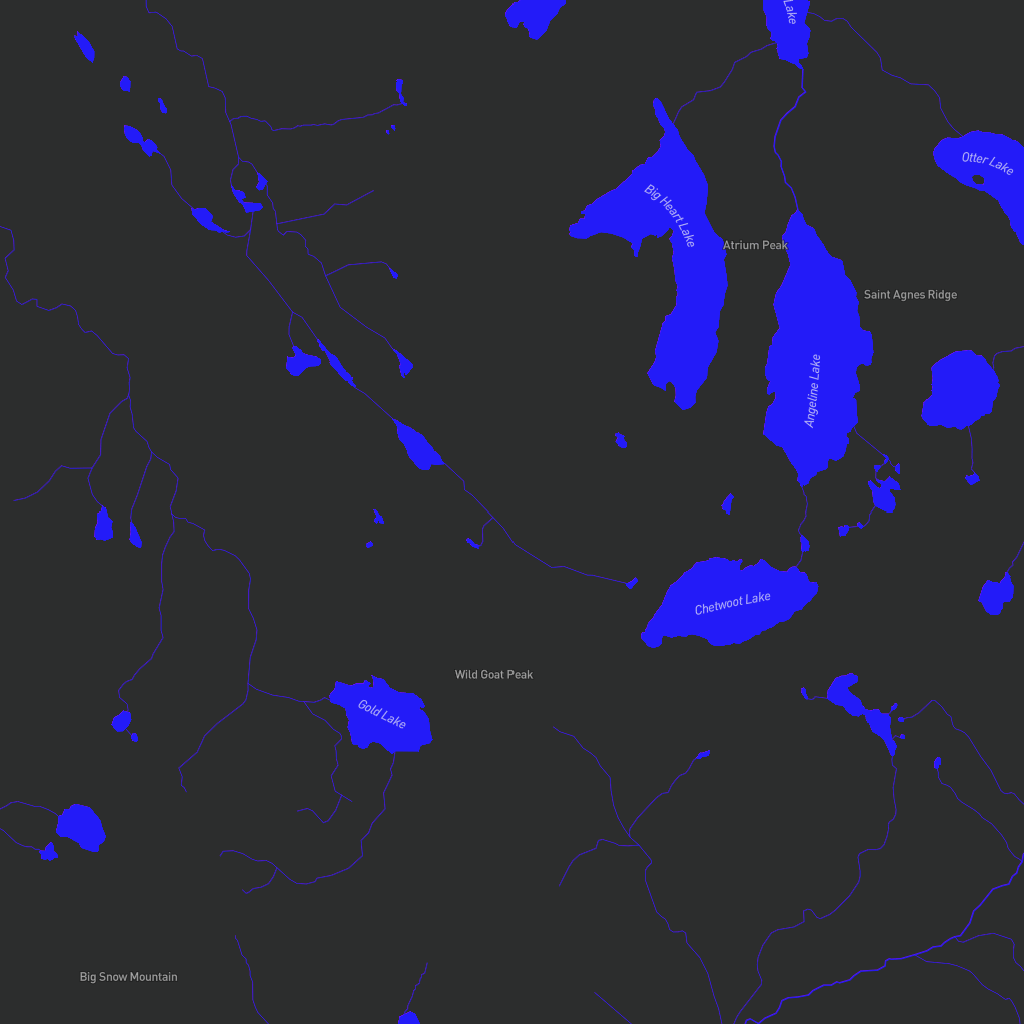 Lake
Otter Lake
Big Heart Lake
Atrium Peak
Saint Agnes Ridge
Angeline Lake
Chetwoot Lake
Wild Goat Peak
Gold Lake
Big Snow Mountain